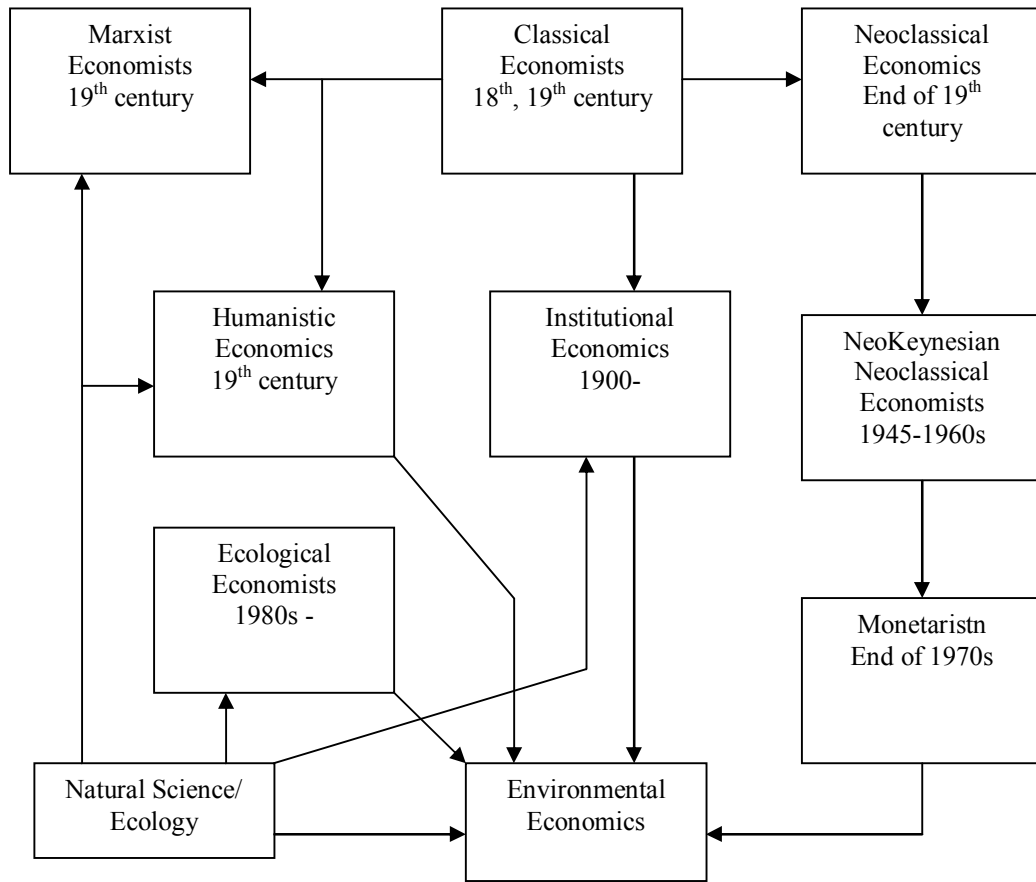 Marxist
Economists
19th century
Classical
Economists
18th, 19th century
Neoclassical
Economics
End of 19th
century
Humanistic
Economics
19th century
Institutional
Economics
1900-
NeoKeynesian
Neoclassical
Economists
1945-1960s
Ecological
Economists
1980s -
Monetaristn
End of 1970s
Natural Science/
Ecology
Environmental
Economics